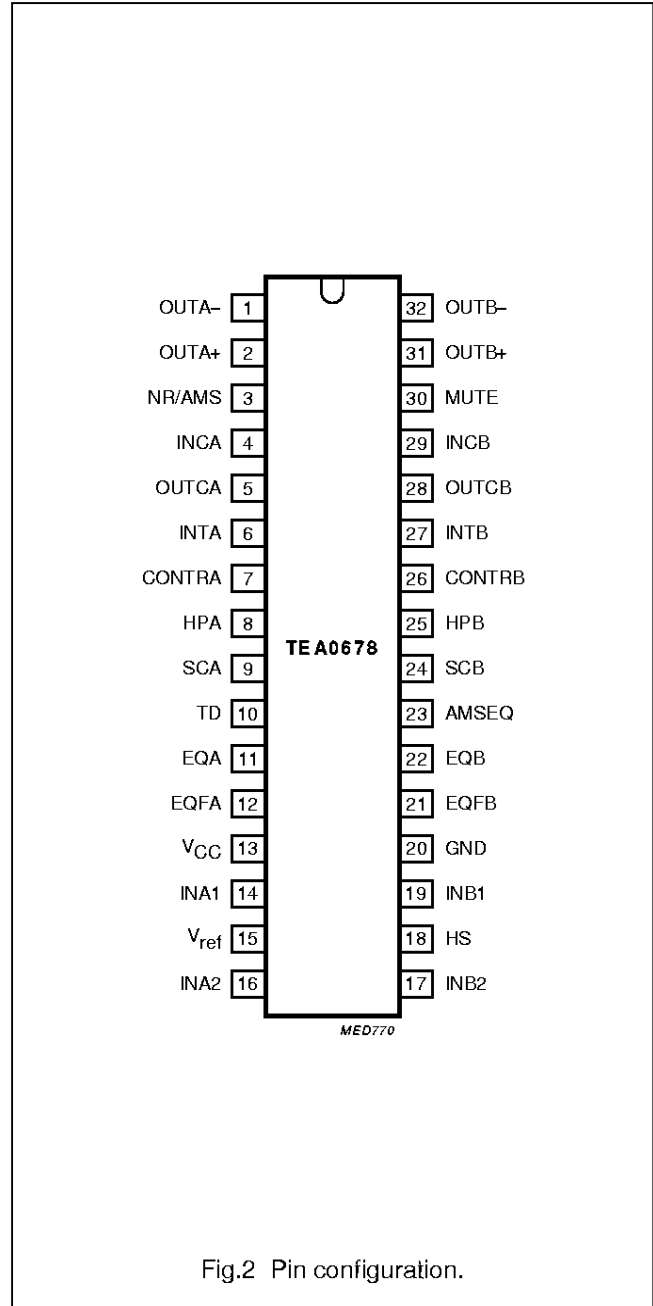 OUTA– 1 32 OUTB–
OUTA+ 2 31 OUTB+
NR/AMS 3 30 MUTE
INCA 4 29 INCB
OUTCA 5 28 OUTCB
INTA 6 27 INTB
CONTRA 7 26 CONTRB
HPA 8 25 HPB
TEA0678
SCA 9 24 SCB
TD 10 23 AMSEQ
EQA 11 22 EQB
EQFA 12 21 EQFB
VCC 13 20 GND
INA1 14 19 INB1
Vref 15 18 HS
INA2 16 17 INB2
MED770
Fig.2 Pin configuration.